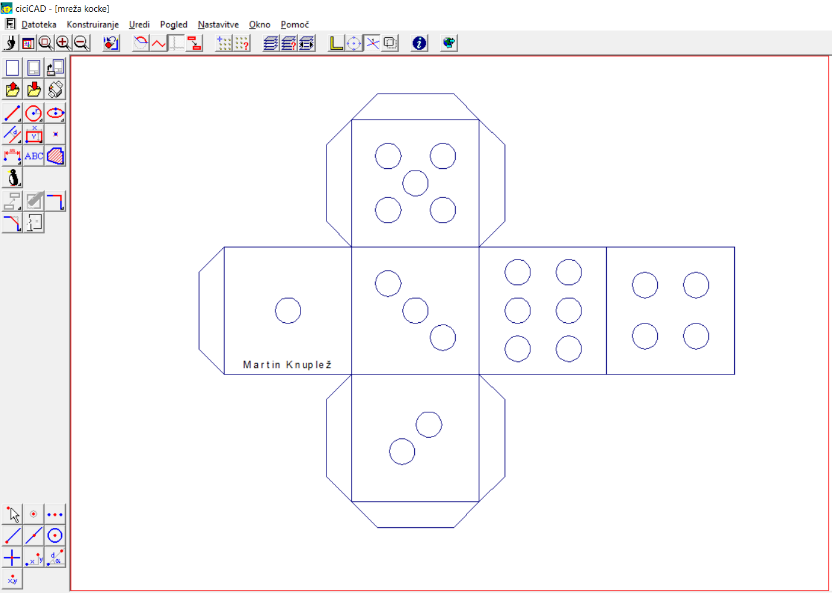 ciciCAD - [mreža kocke]
Datoteka Konstruiranje Uredi Pogled Nastavitve Okno Pomoč
ABC
Martin Knuplež
x,y